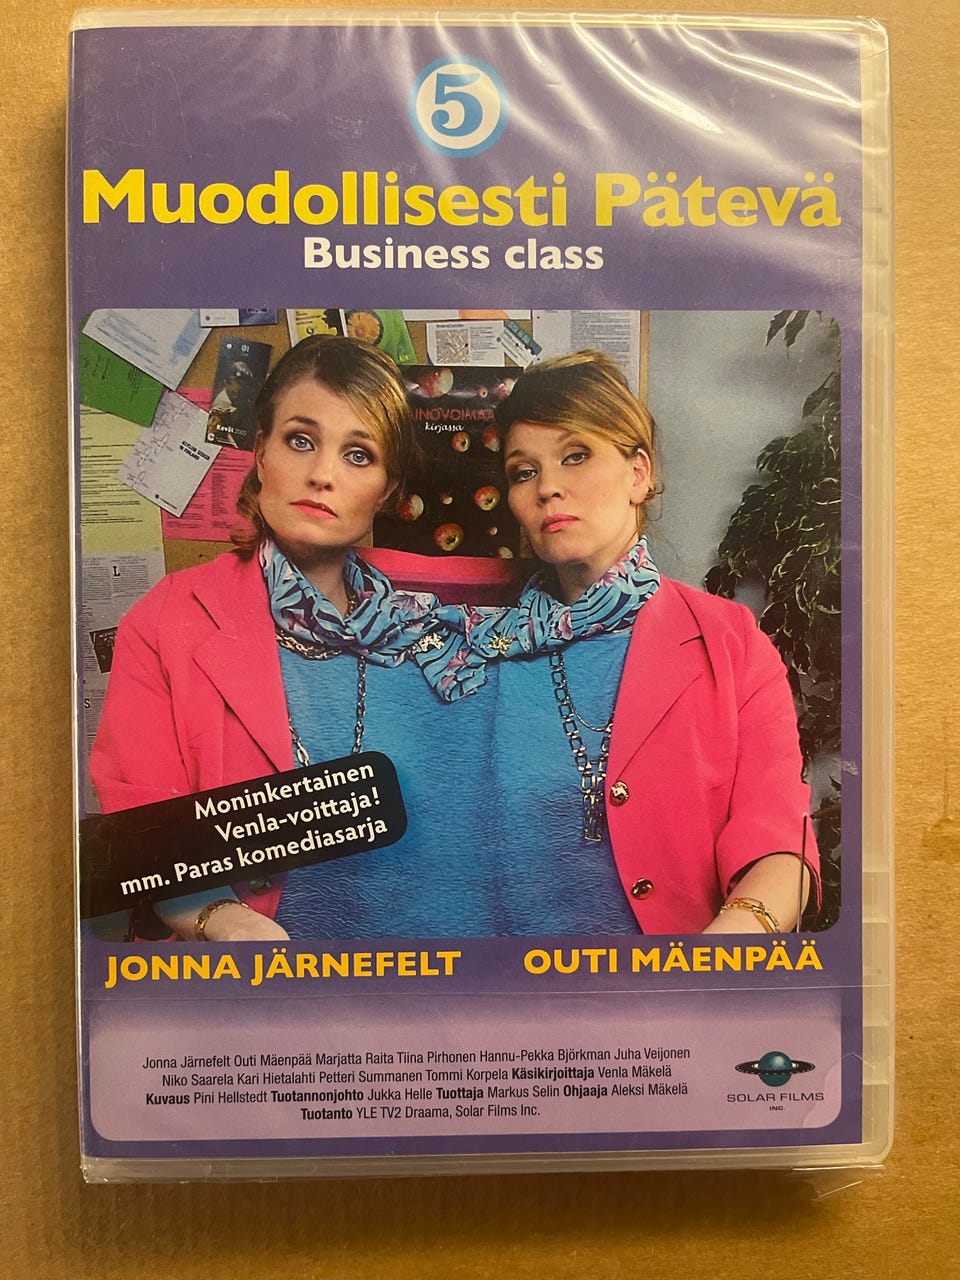 5
Muodollisesti Pätevä
Business class
INOVOIMAA
kirjassa
Kevät
L
S
Moninkertainen
Venla-voittaja!
mm. Paras komediasarja
JONNA JÄRNEFELT OUTI MÄENPÄÄ
Jonna Järnefelt Outi Mäenpää Marjatta Raita Tiina Pirhonen Hannu-Pekka Björkman Juha Veijonen
Niko Saarela Kari Hietalahti Petteri Summanen Tommi Korpela Käsikirjoittaja Venla Mäkelä
Kuvaus Pini Hellstedt Tuotannonjohto Jukka Helle Tuottaja Markus Selin Ohjaaja Aleksi Mäkelä
Tuotanto YLE TV2 Draama, Solar Films Inc.
SOLAR FILMS
INC.